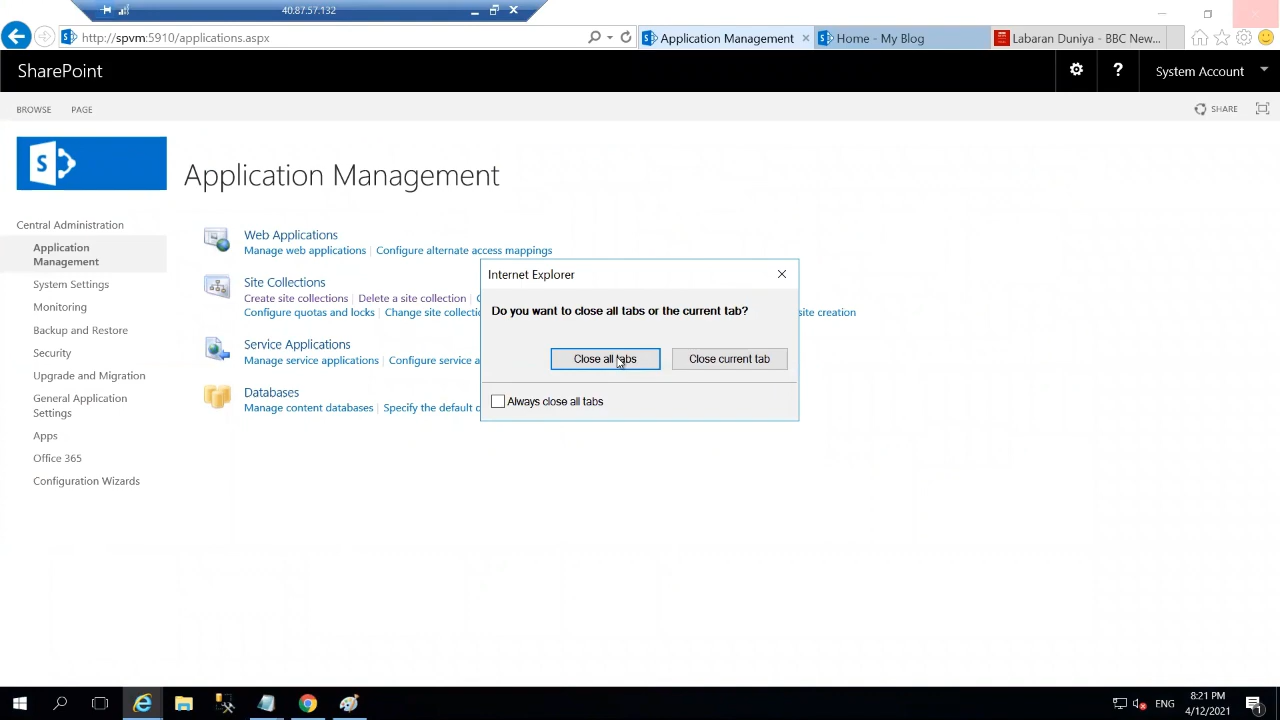 40.87.57.132
http://spvm:5910/applications.aspx
Application Management
Home - My Blog
Labaran Duniya - BBC New...
SharePoint
System Account
BROWSE
PAGE
SHARE
Application Management
Central Administration
Application
Management
System Settings
Monitoring
Backup and Restore
Security
Upgrade and Migration
General Application
Settings
Apps
Office 365
Configuration Wizards
Web Applications
Manage web applications | Configure alternate access mappings
Site Collections
Create site collections | Delete a site collection |
Configure quotas and locks | Change site collectio
site creation
Service Applications
Manage service applications | Configure service a
Databases
Manage content databases | Specify the default c
Internet Explorer
Do you want to close all tabs or the current tab?
Close all tabs
Close current tab
Always close all tabs
ENG
8:21 PM
4/12/2021
1